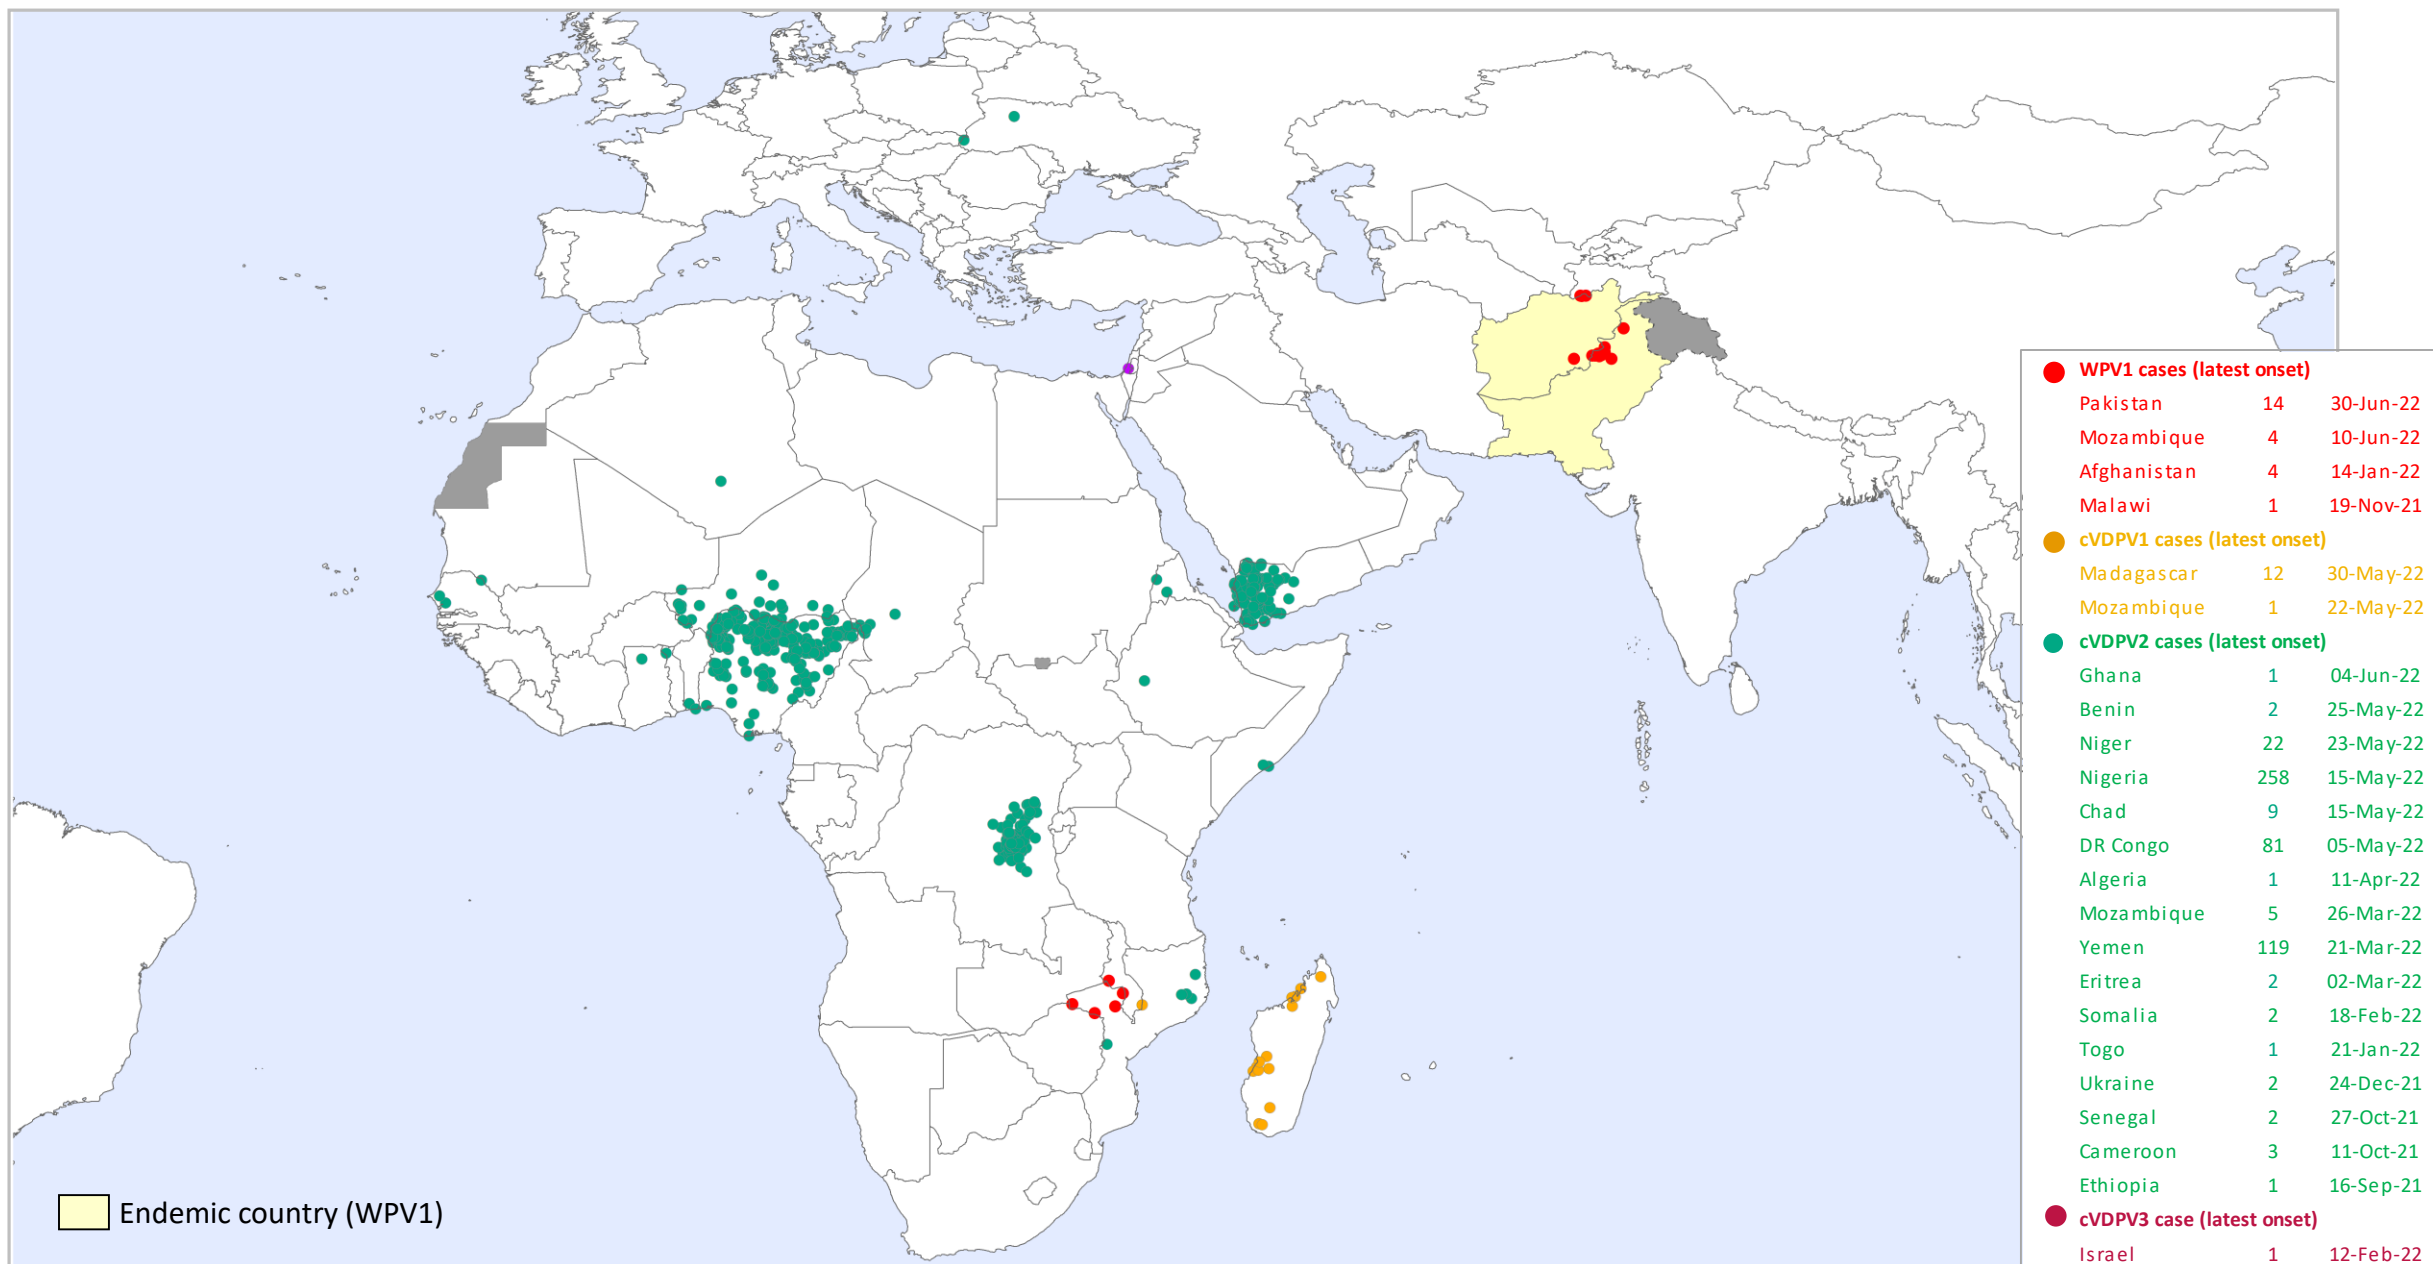 WPV1 cases (latest onset)
Pakistan 14 30-Jun-22
Mozambique 4 10-Jun-22
Afghanistan 4 14-Jan-22
Malawi 1 19-Nov-21
cVDPV1 cases (latest onset)
Madagascar 12 30-May-22
Mozambique 1 22-May-22
cVDPV2 cases (latest onset)
Ghana 1 04-Jun-22
Benin 2 25-May-22
Niger 22 23-May-22
Nigeria 258 15-May-22
Chad 9 15-May-22
DR Congo 81 05-May-22
Algeria 1 11-Apr-22
Mozambique 5 26-Mar-22
Yemen 119 21-Mar-22
Eritrea 2 02-Mar-22
Somalia 2 18-Feb-22
Togo 1 21-Jan-22
Ukraine 2 24-Dec-21
Senegal 2 27-Oct-21
Cameroon 3 11-Oct-21
Ethiopia 1 16-Sep-21
cVDPV3 case (latest onset)
Israel 1 12-Feb-22
Endemic country (WPV1)